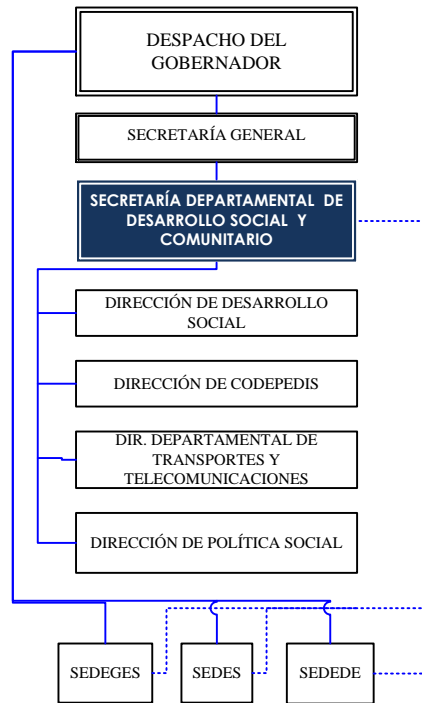 DESPACHO DEL
GOBERNADOR
SECRETARÍA GENERAL
SECRETARÍA DEPARTAMENTAL DE
DESARROLLO SOCIAL Y
COMUNITARIO
DIRECCIÓN DE DESARROLLO
SOCIAL
DIRECCIÓN DE CODEPEDIS
DIR. DEPARTAMENTAL DE
TRANSPORTES Y
TELECOMUNICACIONES
DIRECCIÓN DE POLÍTICA SOCIAL
SEDEGES
SEDES
SEDEDE